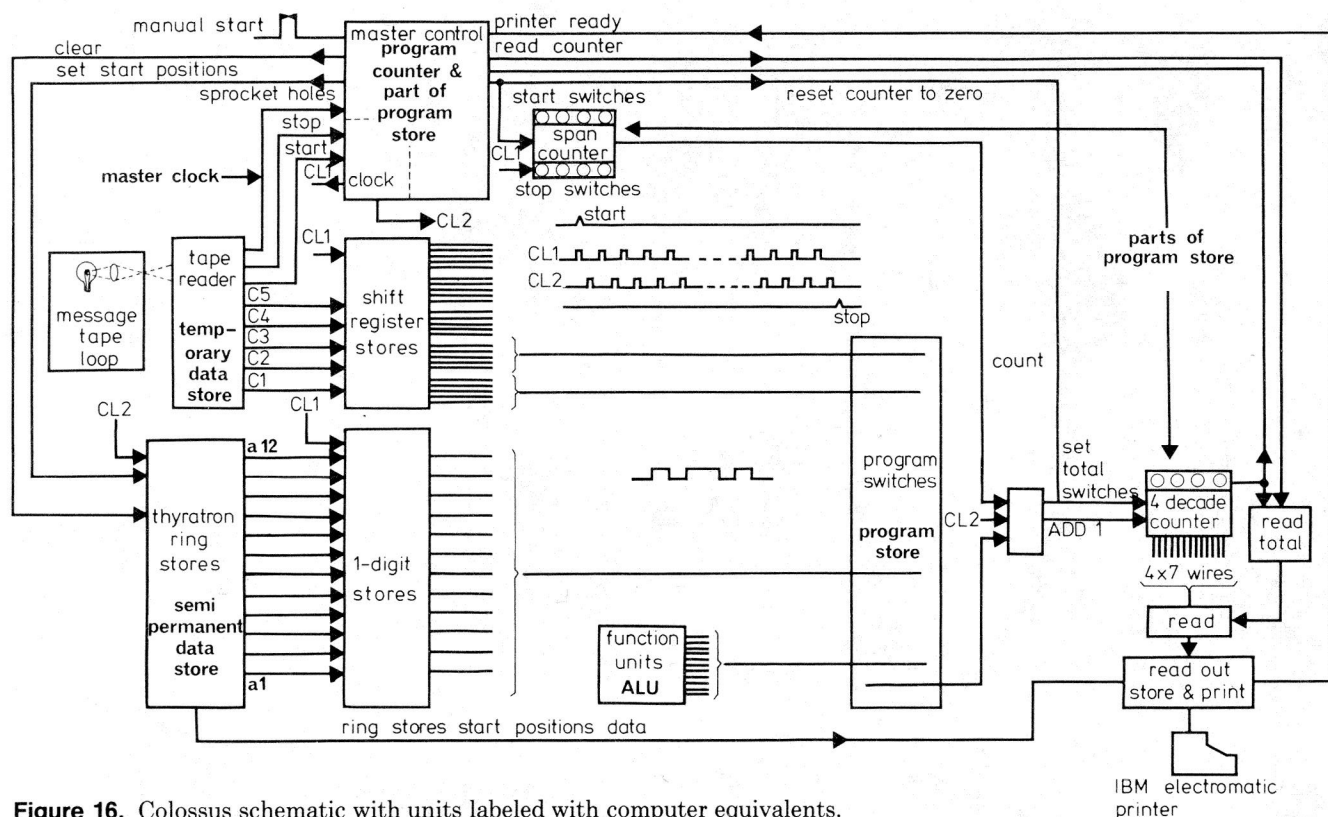 manual start
clear
set start positions
sprocket holes
stop
start
CL1
clock
master clock
master control
program
counter &
part of
program
store
printer ready
read counter
reset counter to zero
start switches
span
counter
CL1
stop switches
CL2
message
tape
loop
tape
reader
temp-
orary
data
store
C5
C4
C3
C2
C1
CL1
shift
register
stores
start
CL1
CL2
stop
parts of
program store
count
CL2
thyratron
ring
stores
semi
permanent
data
store
a12
a1
CL1
1-digit
stores
function
units
ALU
program
switches
program
store
CL2
ADD 1
set
total
switches
4 decade
counter
4x7 wires
read
total
read
read out
store & print
IBM electromatic
printer
ring stores start positions data
Figure 16. Colossus schematic with units labeled with computer equivalents.